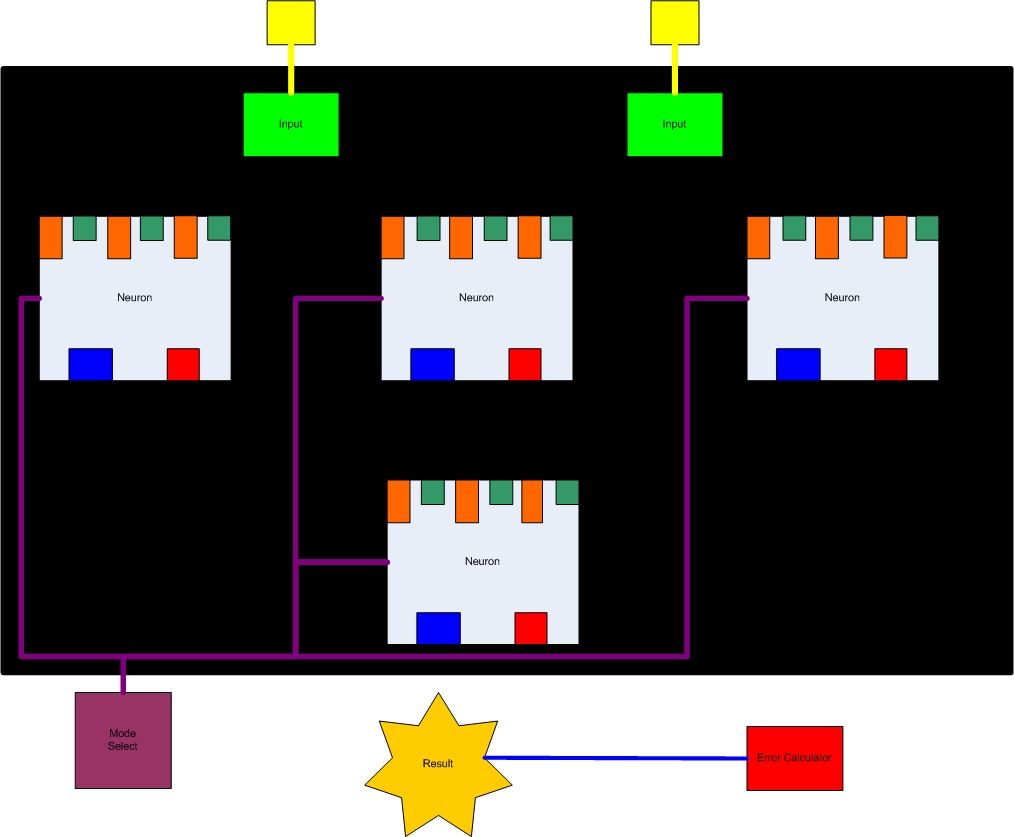 Input
Input
Neuron
Neuron
Neuron
Neuron
Mode
Select
Result
Error Calculator